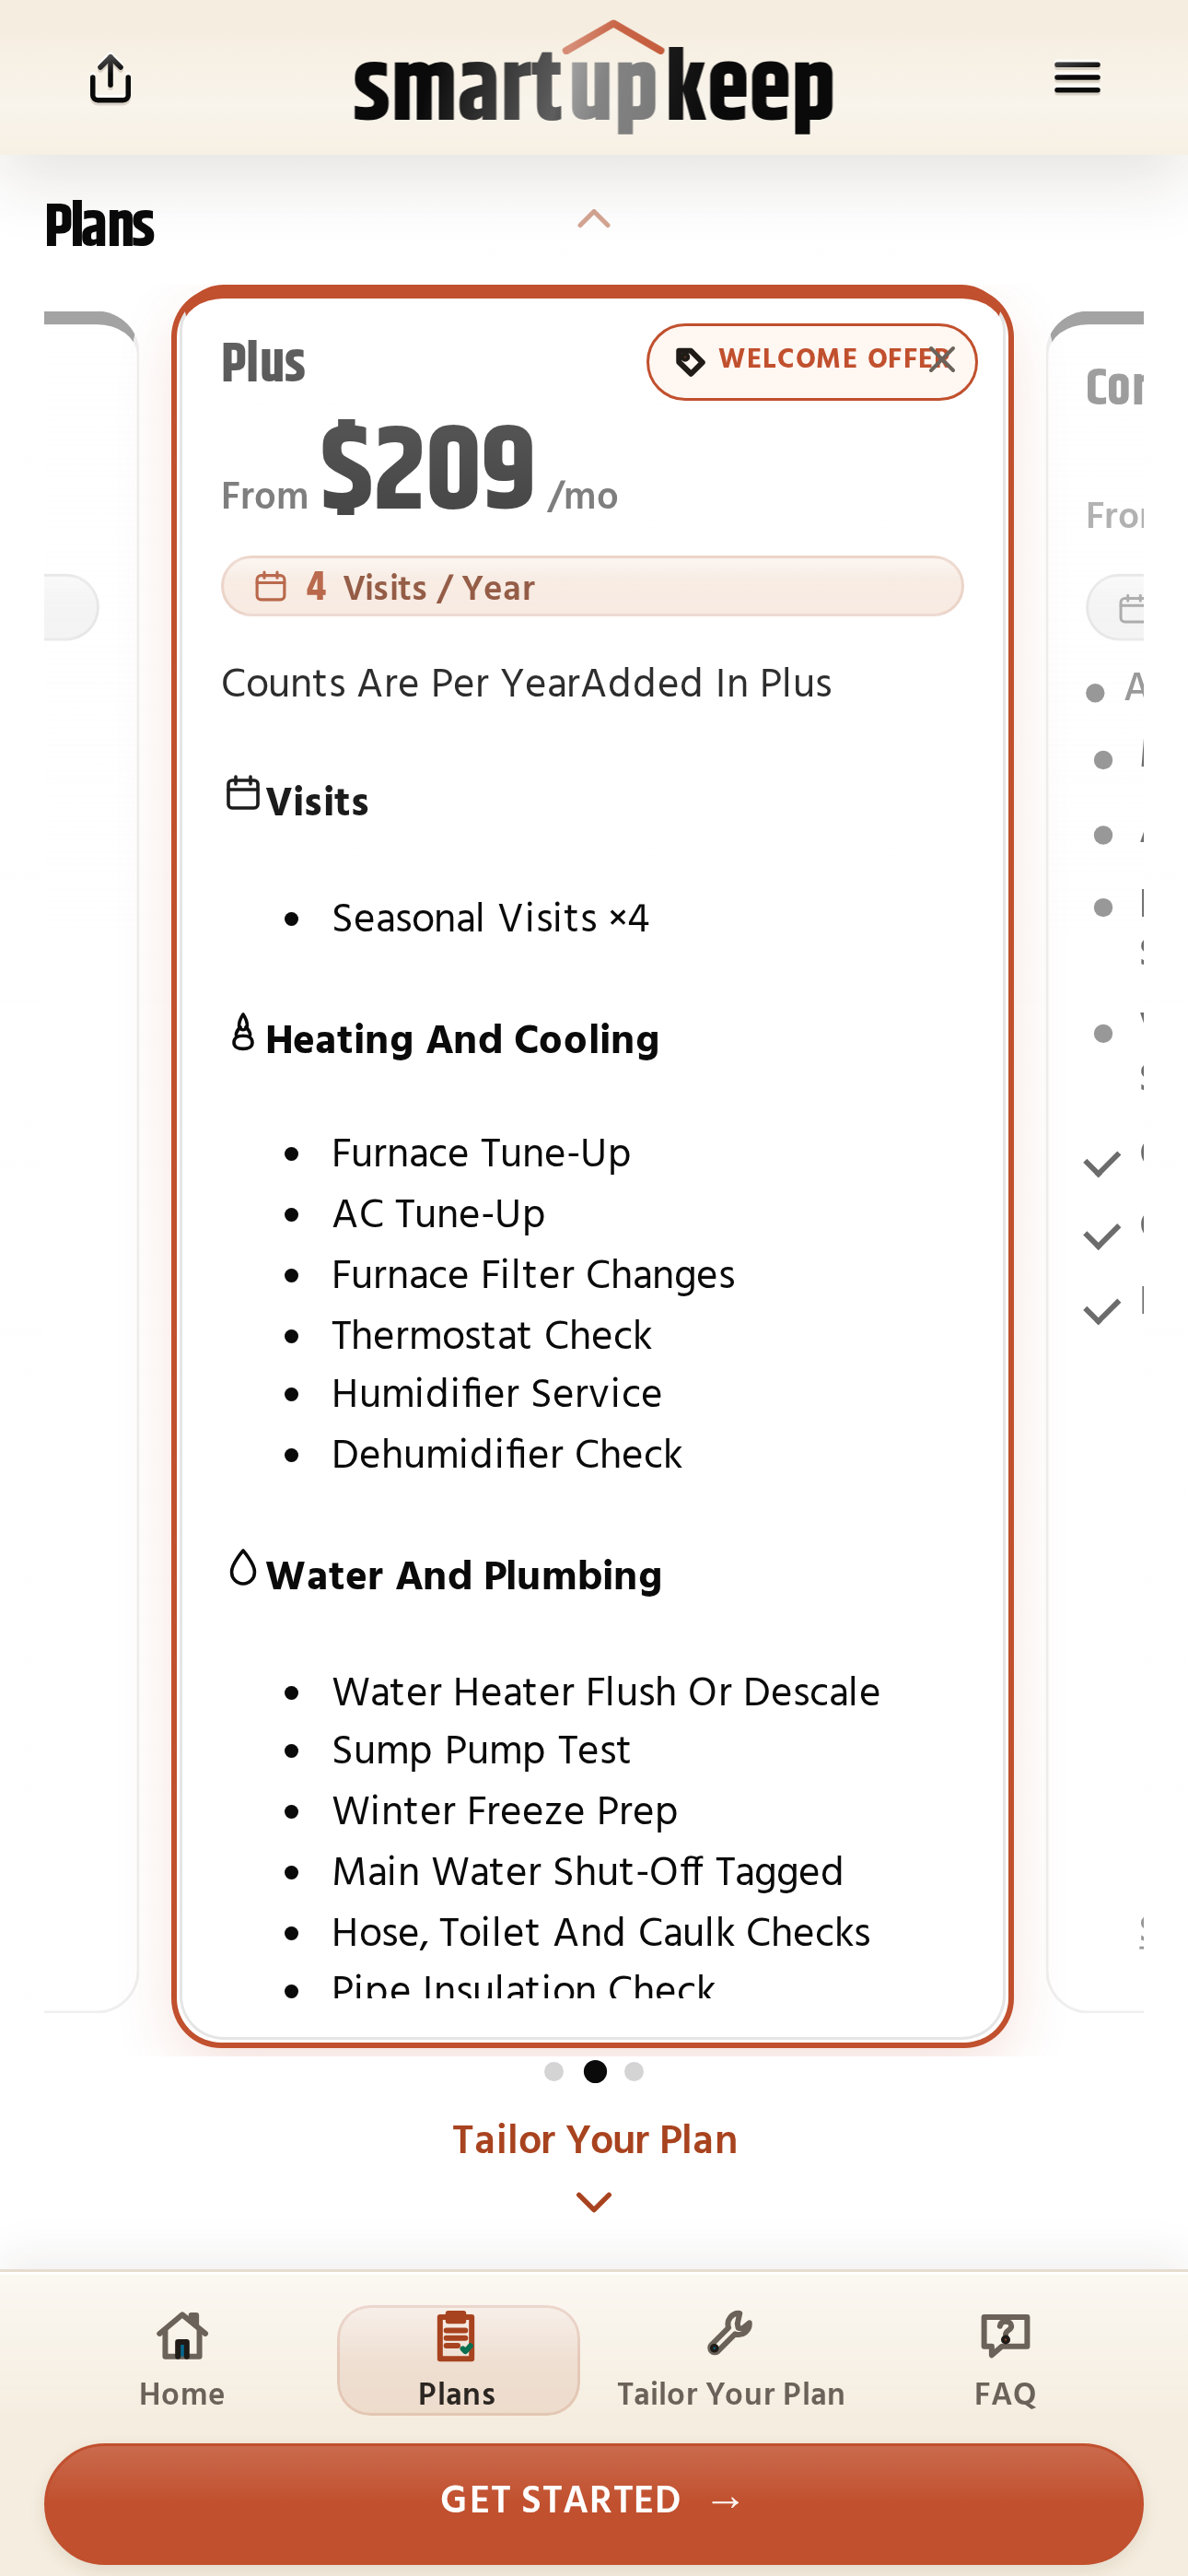 smartupkeep
Plans
Plus
WELCOME OFFER
From $209 /mo
4 Visits / Year
Counts Are Per YearAdded In Plus
Visits
Seasonal Visits ×4
Heating And Cooling
Furnace Tune-Up
AC Tune-Up
Furnace Filter Changes
Thermostat Check
Humidifier Service
Dehumidifier Check
Water And Plumbing
Water Heater Flush Or Descale
Sump Pump Test
Winter Freeze Prep
Main Water Shut-Off Tagged
Hose, Toilet And Caulk Checks
Pipe Insulation Check
Tailor Your Plan
Home
Plans
Tailor Your Plan
FAQ
GET STARTED →